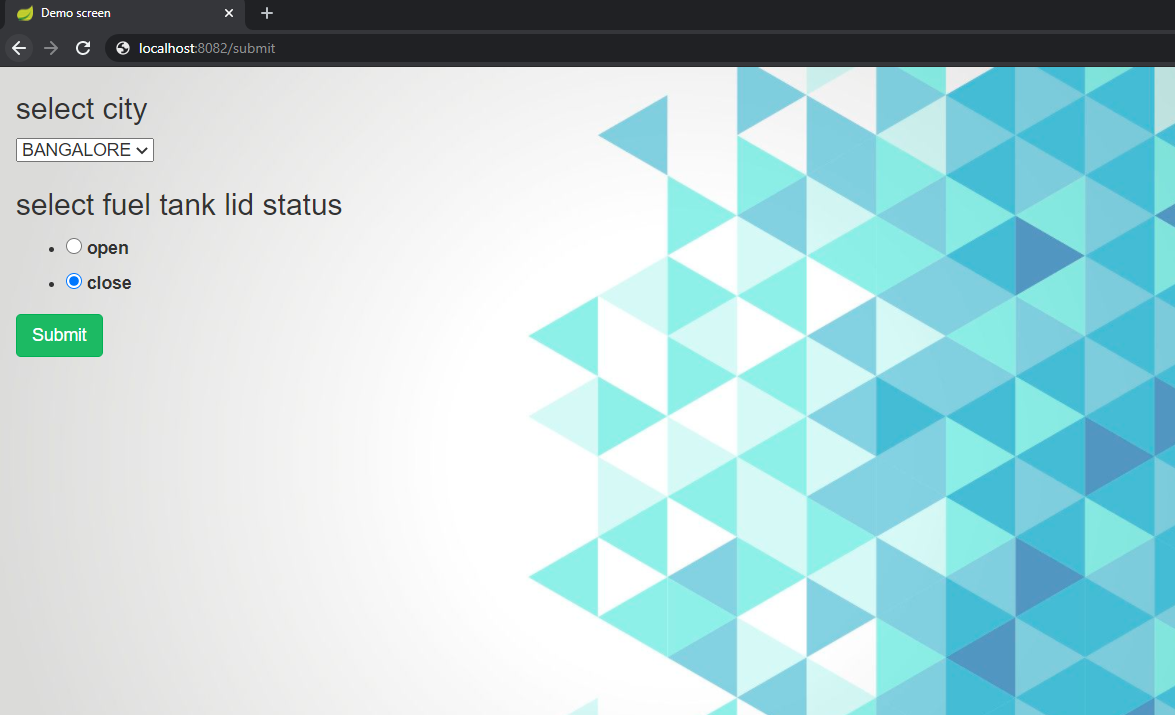 Demo screen
localhost:8082/submit
select city
BANGALORE
select fuel tank lid status
open
close
Submit